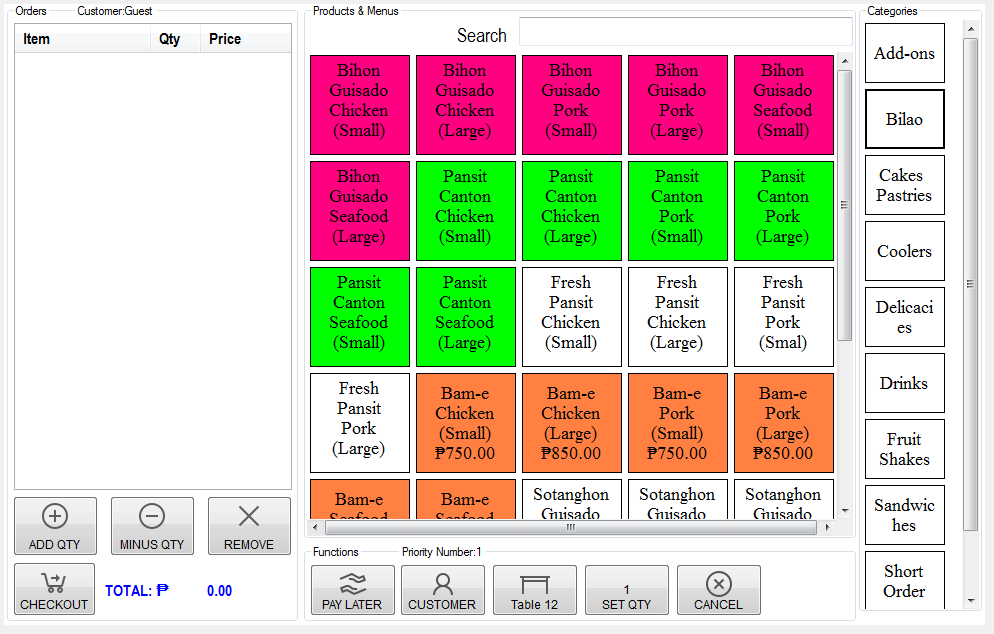 Orders Customer:Guest
Item Qty Price
ADD QTY MINUS QTY REMOVE
CHECKOUT TOTAL: ₱ 0.00
Products & Menus
Search
Bihon
Guisado
Chicken
(Small)
Bihon
Guisado
Chicken
(Large)
Bihon
Guisado
Pork
(Small)
Bihon
Guisado
Pork
(Large)
Bihon
Guisado
Seafood
(Small)
Bihon
Guisado
Seafood
(Large)
Pansit
Canton
Chicken
(Small)
Pansit
Canton
Chicken
(Large)
Pansit
Canton
Pork
(Small)
Pansit
Canton
Pork
(Large)
Pansit
Canton
Seafood
(Small)
Pansit
Canton
Seafood
(Large)
Fresh
Pansit
Chicken
(Small)
Fresh
Pansit
Chicken
(Large)
Fresh
Pansit
Pork
(Smal)
Fresh
Pansit
Pork
(Large)
Bam-e
Chicken
(Small)
₱750.00
Bam-e
Chicken
(Large)
₱850.00
Bam-e
Pork
(Small)
₱750.00
Bam-e
Pork
(Large)
₱850.00
Bam-e
Seafood
Bam-e
Seafood
Sotanghon
Guisado
Sotanghon
Guisado
Sotanghon
Guisado
Functions Priority Number:1
PAY LATER
CUSTOMER
Table 12
1
SET QTY
CANCEL
Categories
Add-ons
Bilao
Cakes
Pastries
Coolers
Delicaci
es
Drinks
Fruit
Shakes
Sandwic
hes
Short
Order